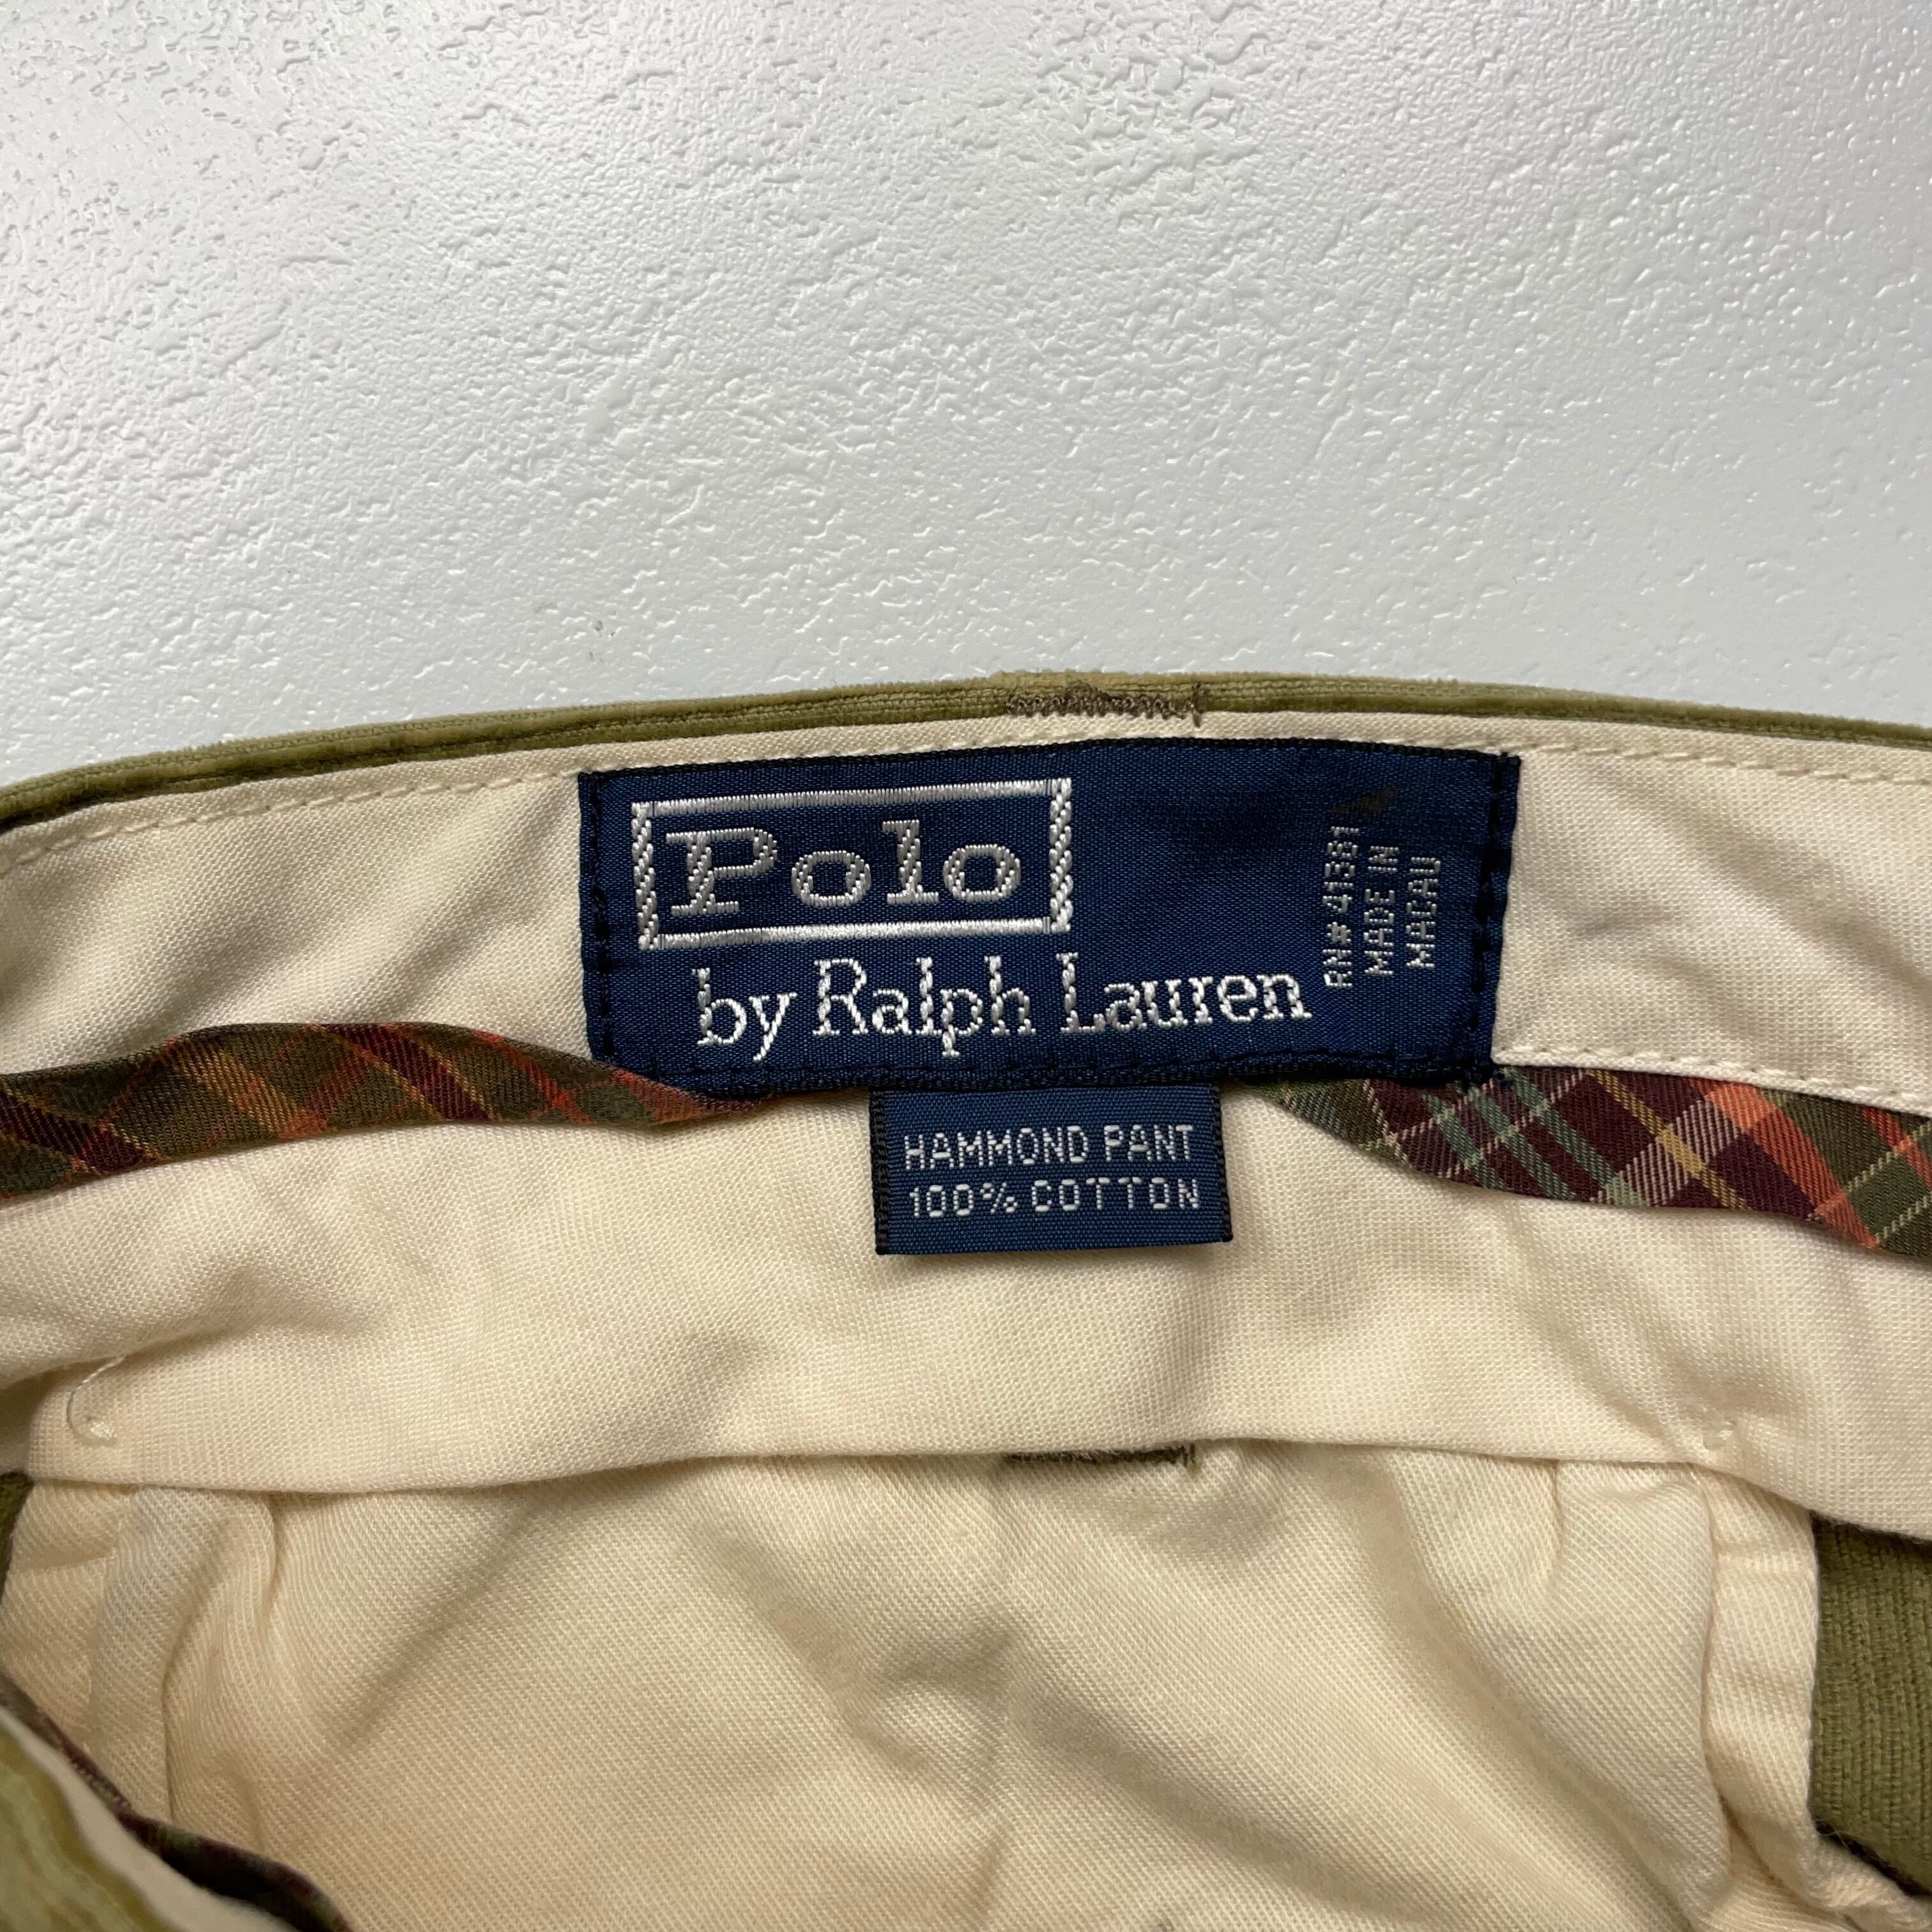 Polo
by Ralph Lauren
RN# 41381
MADE IN
MACAU
HAMMOND PANT
100% COTTON